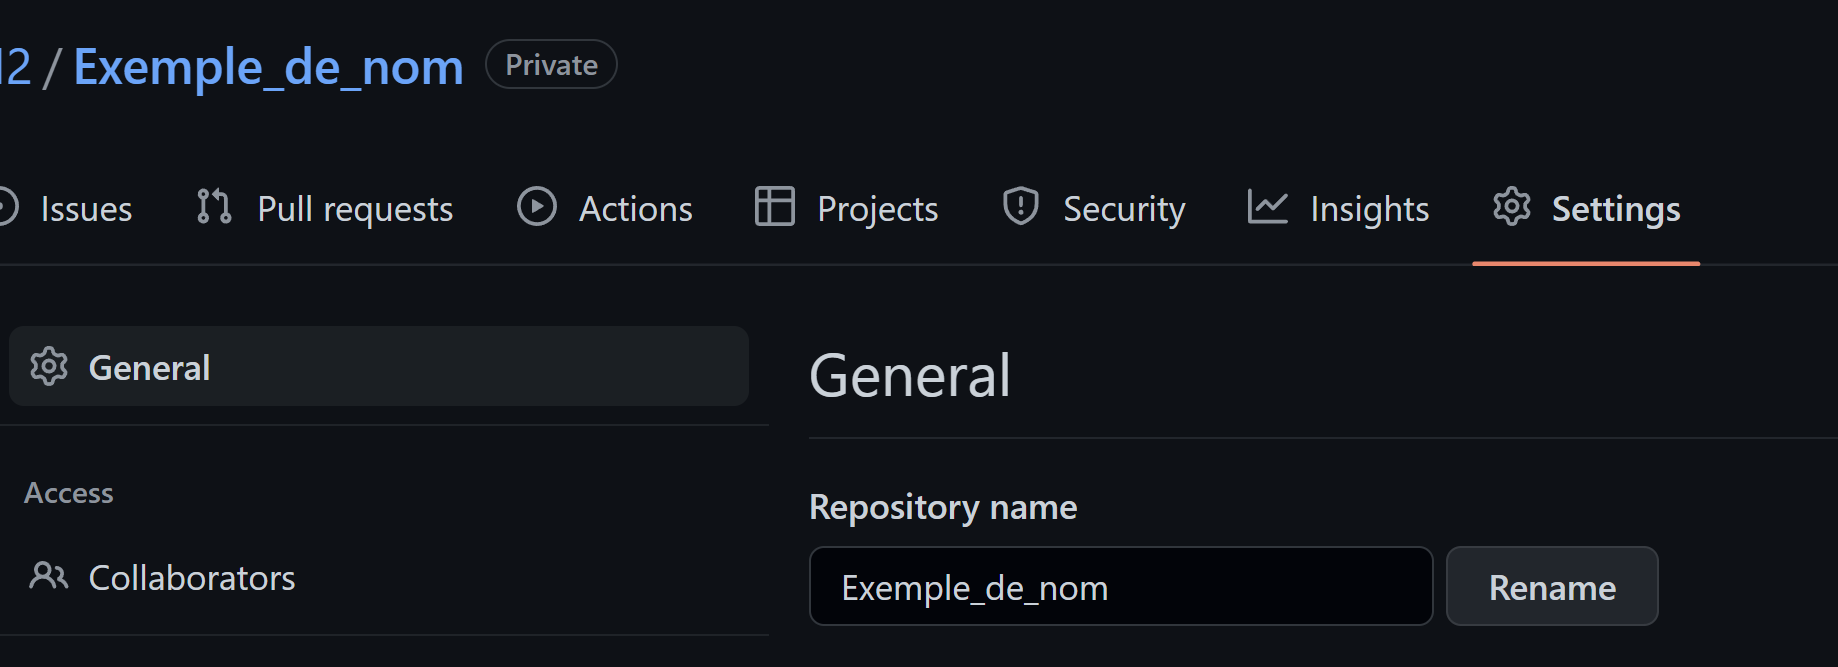 2 / Exemple_de_nom Private
Issues Pull requests Actions Projects Security Insights Settings
General
Access
Collaborators
General
Repository name
Exemple_de_nom Rename